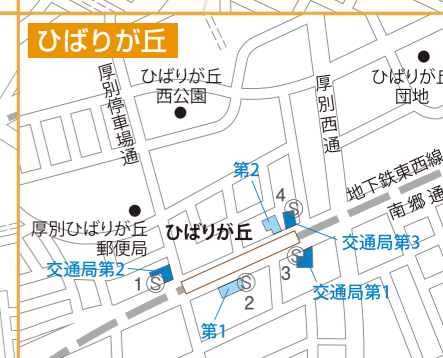 ひばりが丘
ひばりが丘
西公園
厚別停車場通
厚別西通
ひばりが丘
団地
地下鉄東西線
南郷通
第2
4
Ⓢ
厚別ひばりが丘
郵便局
ひばりが丘
交通局第3
交通局第2
1
Ⓢ
3
Ⓢ
交通局第1
Ⓢ
2
第1